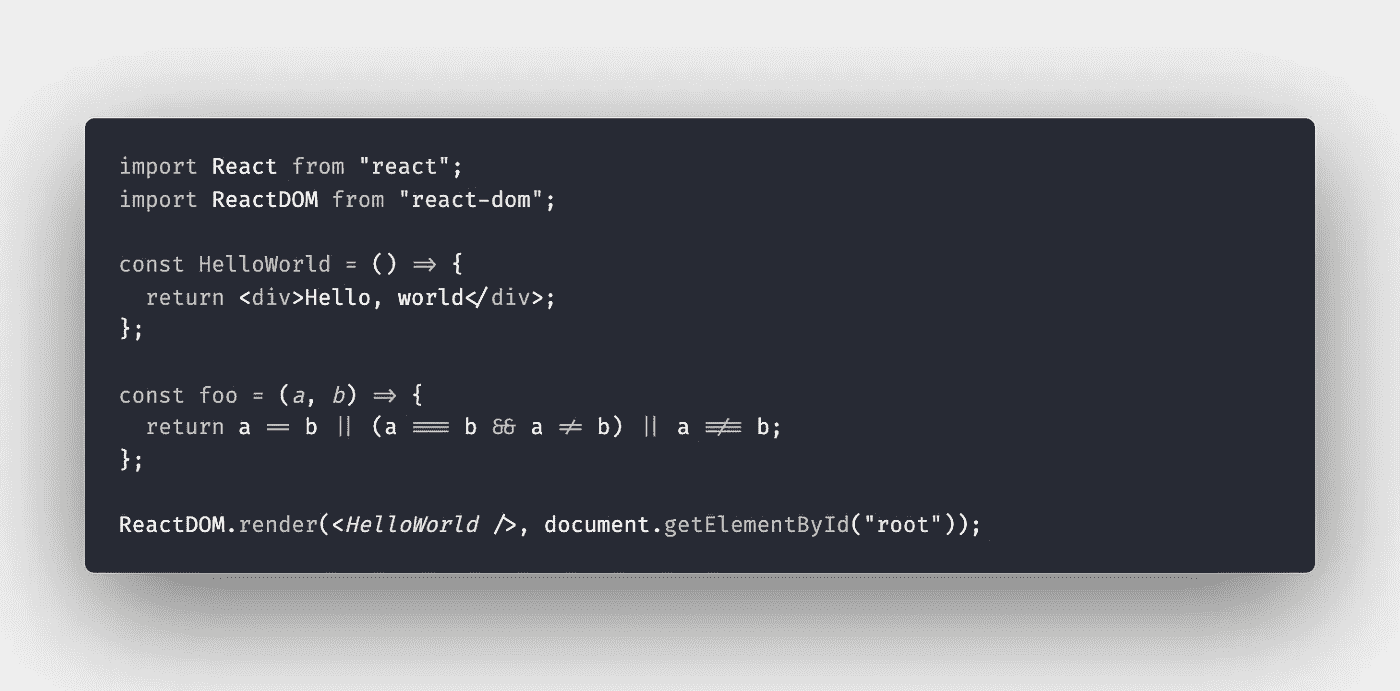 import React from "react";
import ReactDOM from "react-dom";

const HelloWorld = () => {
  return <div>Hello, world</div>;
};

const foo = (a, b) => {
  return a == b || (a === b && a != b) || a !== b;
};

ReactDOM.render(<HelloWorld />, document.getElementById("root"));